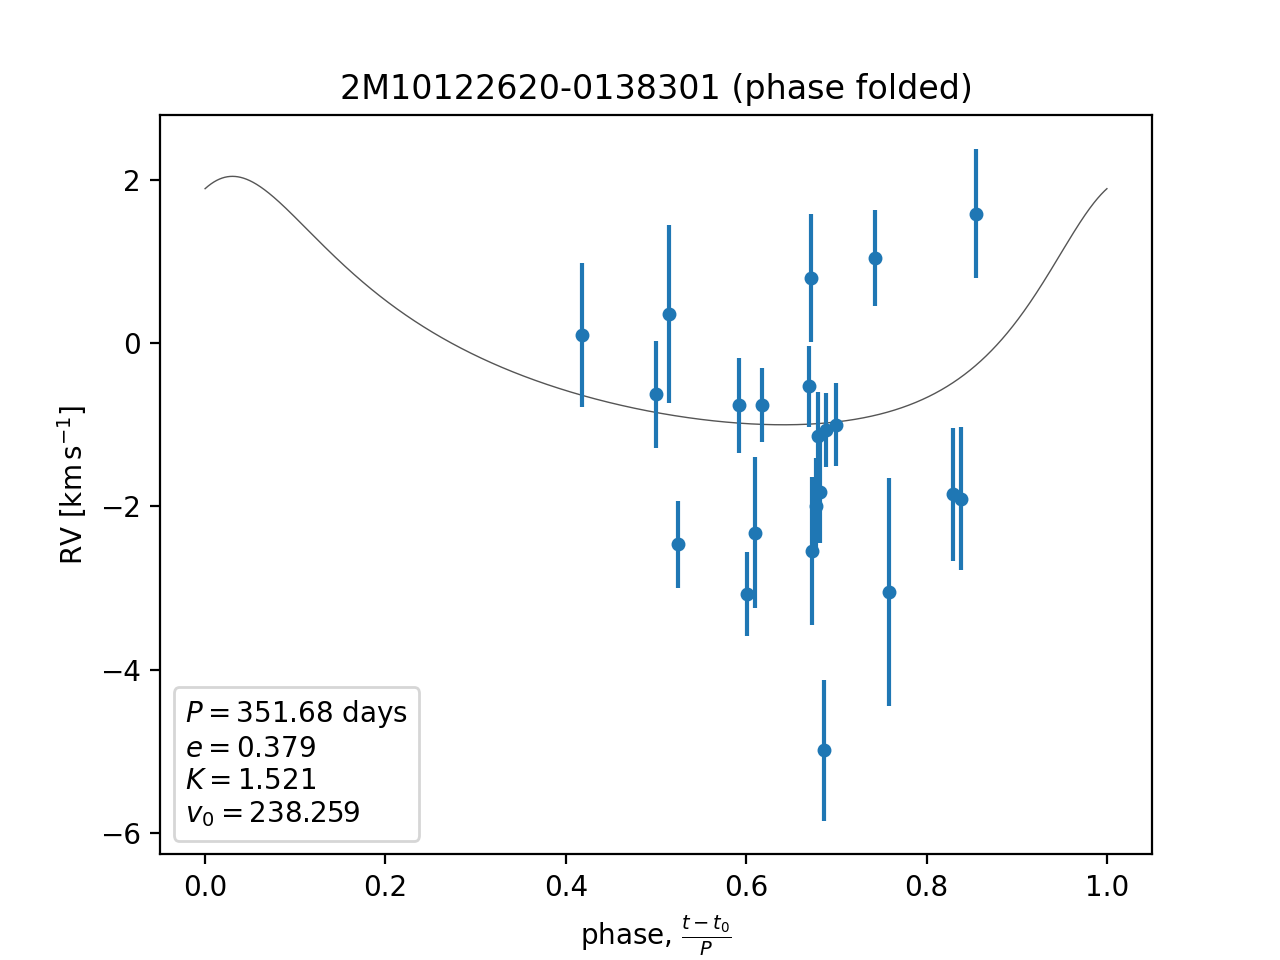 2M10122620-0138301 (phase folded)
RV [km s⁻¹]
2
0
−2
−4
−6
P = 351.68 days
e = 0.379
K = 1.521
v₀ = 238.259
0.0 0.2 0.4 0.6 0.8 1.0
phase, (t − t₀)/P